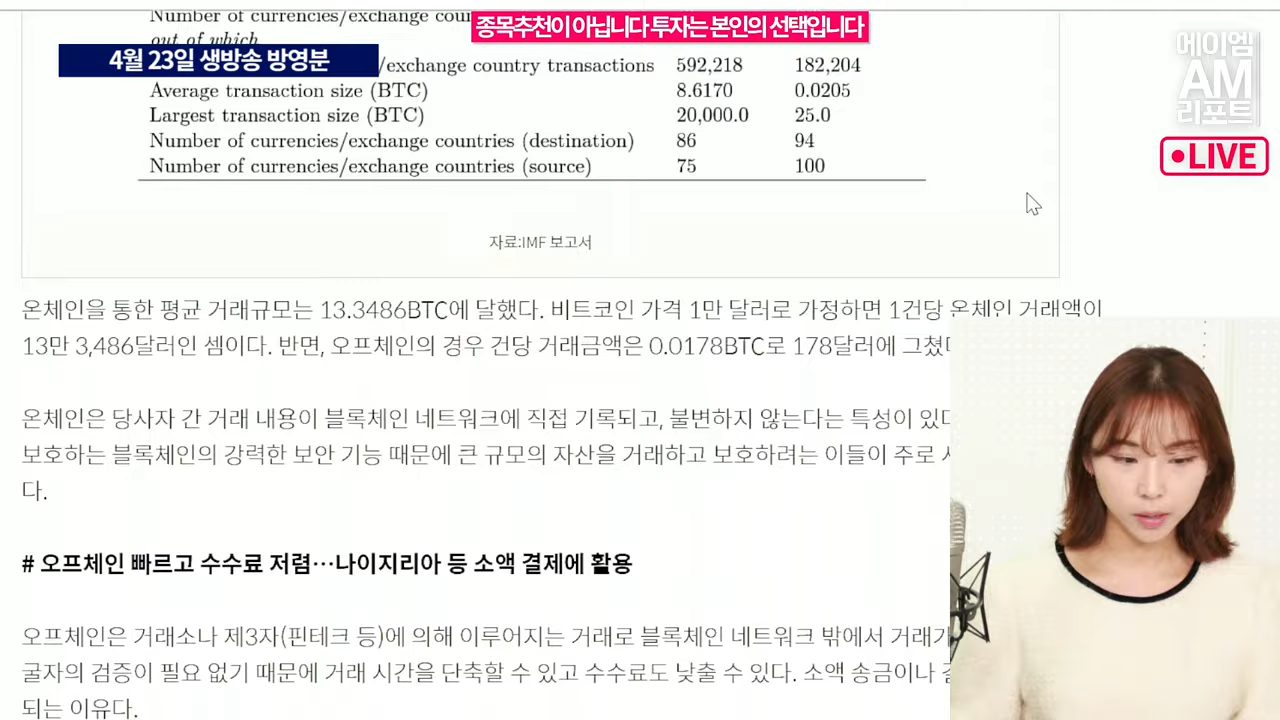 Number of currencies/exchange
종목추천이 아닙니다 투자는 본인의 선택입니다
out of which
4월 23일 생방송 방영분
/exchange country transactions 592,218 182,204
Average transaction size (BTC) 8.6170 0.0205
Largest transaction size (BTC) 20,000.0 25.0
Number of currencies/exchange countries (destination) 86 94
Number of currencies/exchange countries (source) 75 100
메이엠
AM
리포트
LIVE
자료:IMF 보고서
온체인을 통한 평균 거래규모는 13.3486BTC에 달했다. 비트코인 가격 1만 달러로 가정하면 1건당 온체인 거래액이
13만 3,486달러인 셈이다. 반면, 오프체인의 경우 건당 거래금액은 0.0178BTC로 178달러에 그쳤
온체인은 당사자 간 거래 내용이 블록체인 네트워크에 직접 기록되고, 불변하지 않는다는 특성이 있
보호하는 블록체인의 강력한 보안 기능 때문에 큰 규모의 자산을 거래하고 보호하려는 이들이 주로
다.
# 오프체인 빠르고 수수료 저렴…나이지리아 등 소액 결제에 활용
오프체인은 거래소나 제3자(핀테크 등)에 의해 이루어지는 거래로 블록체인 네트워크 밖에서 거래가
굴자의 검증이 필요 없기 때문에 거래 시간을 단축할 수 있고 수수료도 낮출 수 있다. 소액 송금이나
되는 이유다.